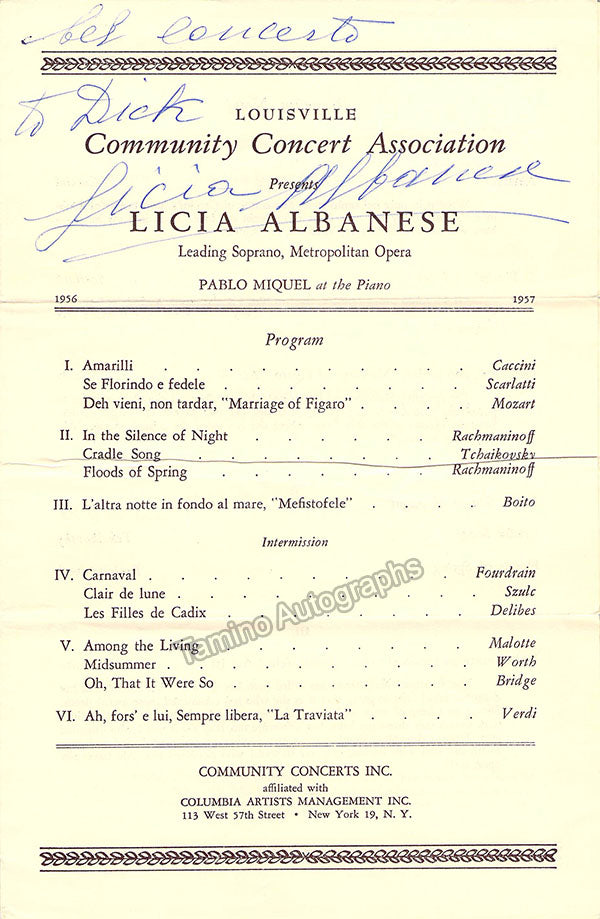 bel concerto
to Dick
LOUISVILLE
Community Concert Association
Presents
Licia Albanese
LICIA ALBANESE
Leading Soprano, Metropolitan Opera
PABLO MIQUEL at the Piano
1956 1957
Program
I. Amarilli . . . . . . . . . . Caccini
Se Florindo e fedele . . . . . . . Scarlatti
Deh vieni, non tardar, "Marriage of Figaro" . . . . Mozart
II. In the Silence of Night . . . . . Rachmaninoff
Cradle Song . . . . . . . . Tchaikovsky
Floods of Spring . . . . . . . Rachmaninoff
III. L'altra notte in fondo al mare, "Mefistofele" . . . . Boito
Intermission
IV. Carnaval . . . . . . . . . Fourdrain
Clair de lune . . . . . . . . . Szulc
Les Filles de Cadix . . . . . . . Delibes
V. Among the Living . . . . . . . Malotte
Midsummer . . . . . . . . . Worth
Oh, That It Were So . . . . . . . Bridge
VI. Ah, fors' e lui, Sempre libera, "La Traviata" . . . . Verdi
Tamino Autographs
COMMUNITY CONCERTS INC.
affiliated with
COLUMBIA ARTISTS MANAGEMENT INC.
113 West 57th Street • New York 19, N. Y.